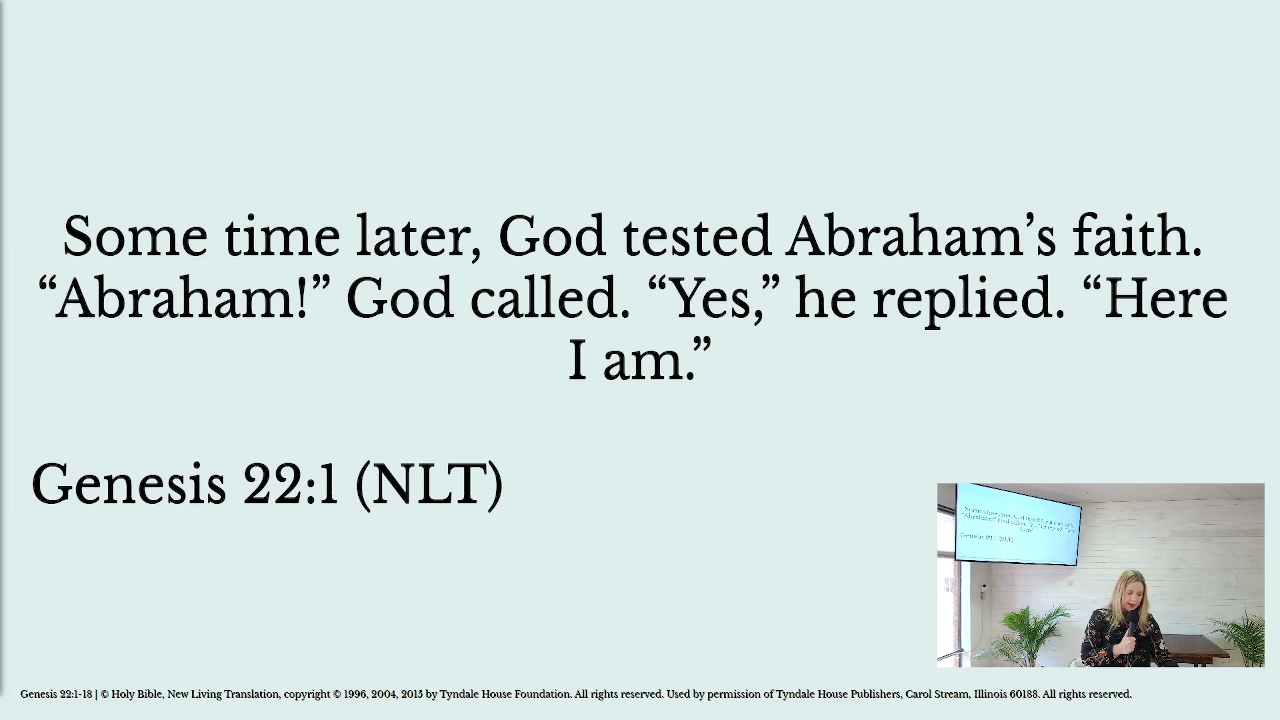 Some time later, God tested Abraham’s faith.
“Abraham!” God called. “Yes,” he replied. “Here
I am.”
Genesis 22:1 (NLT)
Genesis 22:1-18 | © Holy Bible, New Living Translation, copyright © 1996, 2004, 2015 by Tyndale House Foundation. All rights reserved. Used by permission of Tyndale House Publishers, Carol Stream, Illinois 60188. All rights reserved.